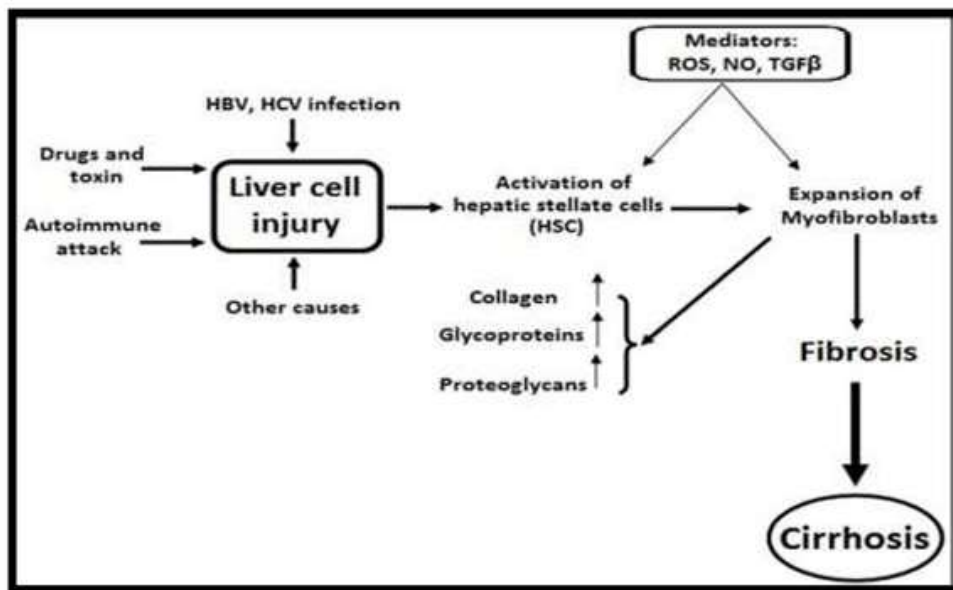 Mediators:
ROS, NO, TGFβ
HBV, HCV infection
Drugs and
toxin
Liver cell
injury
Autoimmune
attack
Other causes
Activation of
hepatic stellate cells
(HSC)
Expansion of
Myofibroblasts
Collagen
Glycoproteins
Proteoglycans
Fibrosis
Cirrhosis